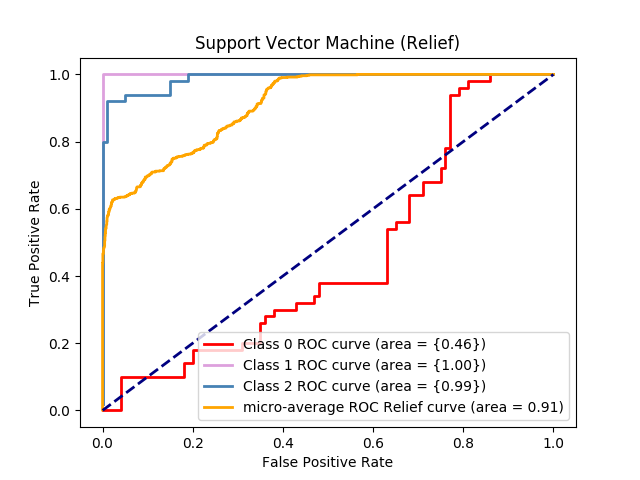 Support Vector Machine (Relief)
True Positive Rate
1.0
0.8
0.6
0.4
0.2
0.0
Class 0 ROC curve (area = {0.46})
Class 1 ROC curve (area = {1.00})
Class 2 ROC curve (area = {0.99})
micro-average ROC Relief curve (area = 0.91)
0.0 0.2 0.4 0.6 0.8 1.0
False Positive Rate